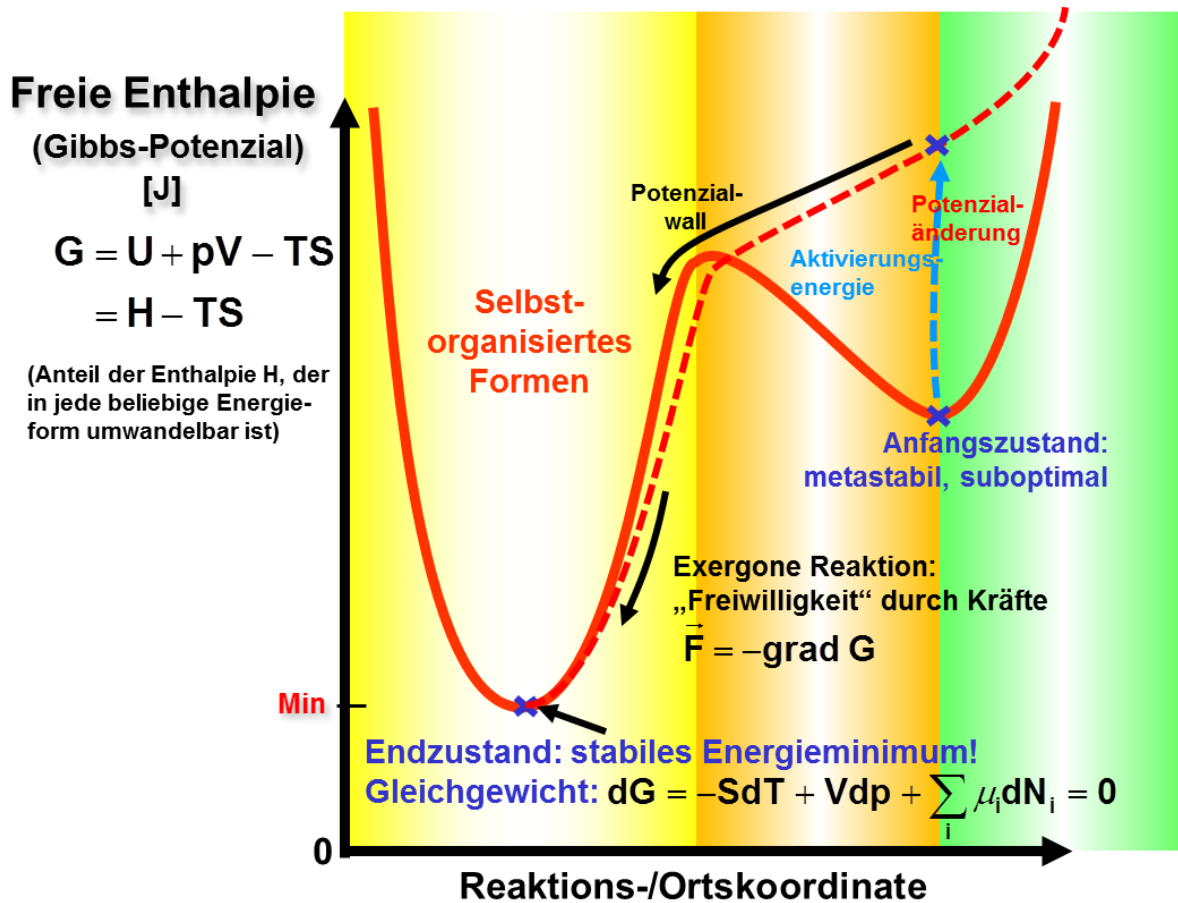 Freie Enthalpie
(Gibbs-Potenzial)
[J]
G = U + pV − TS
= H − TS
(Anteil der Enthalpie H, der
in jede beliebige Energie-
form umwandelbar ist)
Potenzial-
wall
Potenzial-
änderung
Aktivierungs-
energie
Selbst-
organisiertes
Formen
Anfangszustand:
metastabil, suboptimal
Exergone Reaktion:
„Freiwilligkeit“ durch Kräfte
F⃗ = −grad G
Min
Endzustand: stabiles Energieminimum!
Gleichgewicht: dG = −SdT + Vdp + ∑ᵢ μᵢdNᵢ = 0
0
Reaktions-/Ortskoordinate